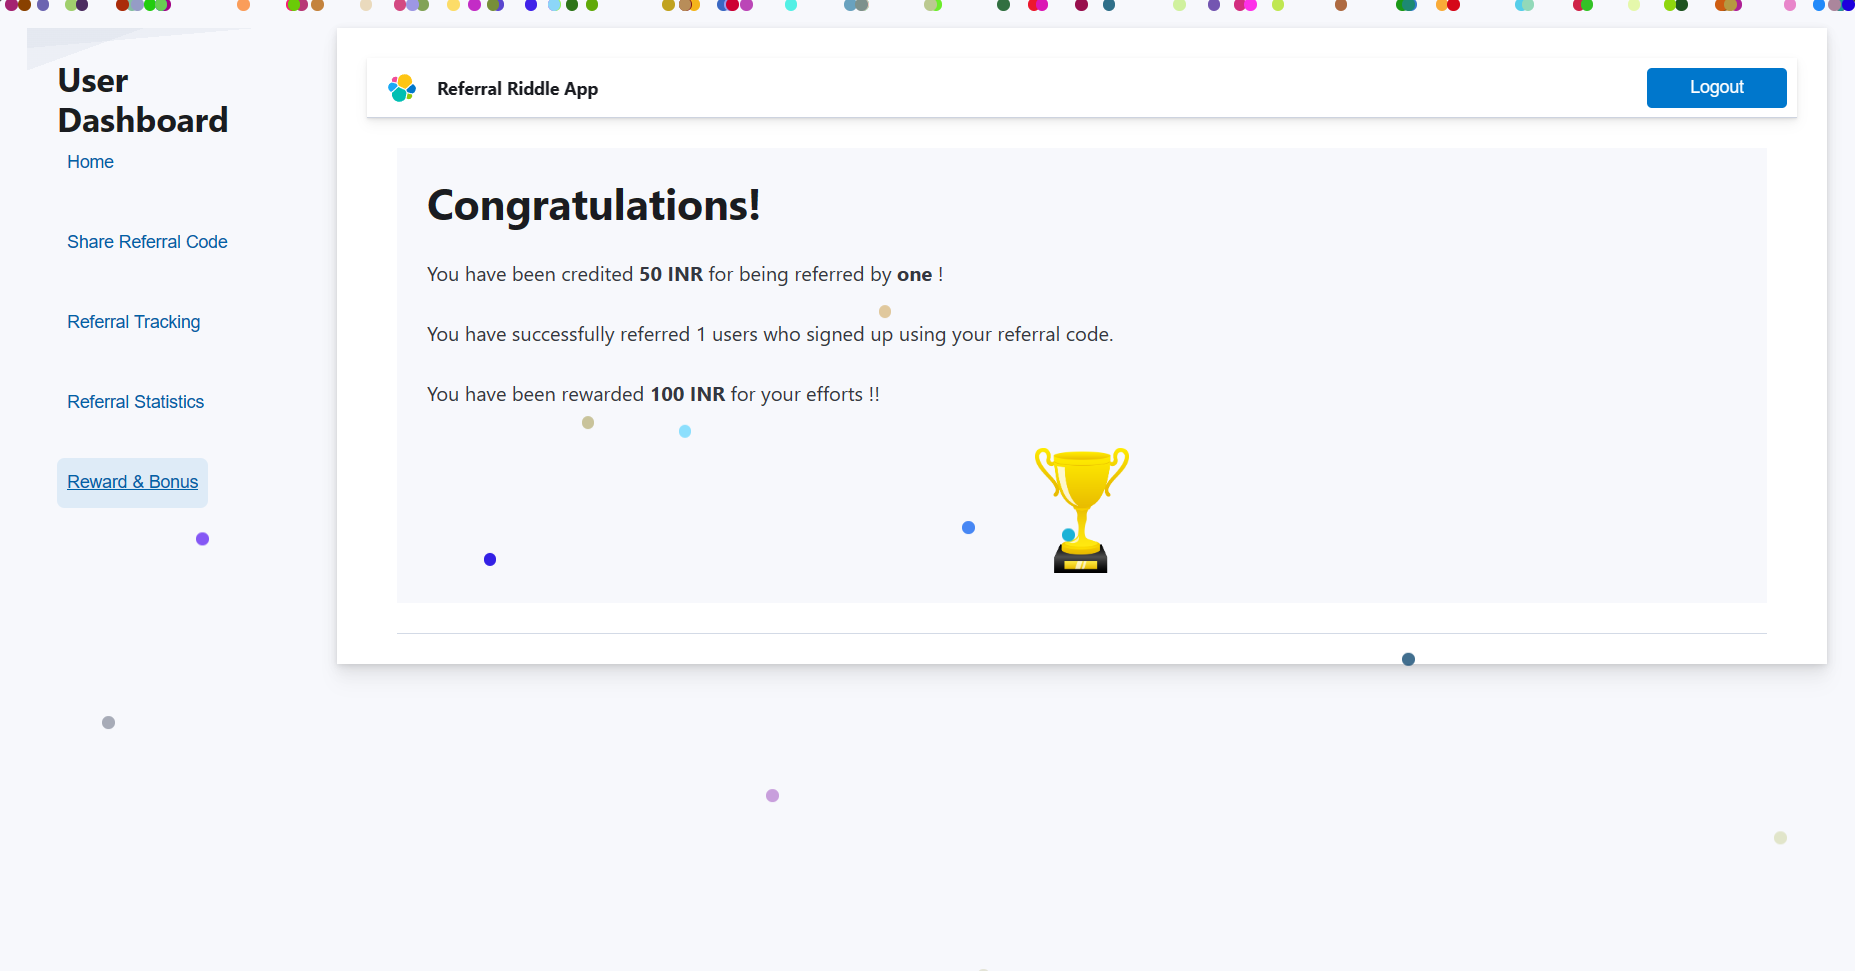 User
Dashboard
Home
Share Referral Code
Referral Tracking
Referral Statistics
Reward & Bonus
Referral Riddle App
Logout
Congratulations!
You have been credited 50 INR for being referred by one !
You have successfully referred 1 users who signed up using your referral code.
You have been rewarded 100 INR for your efforts !!